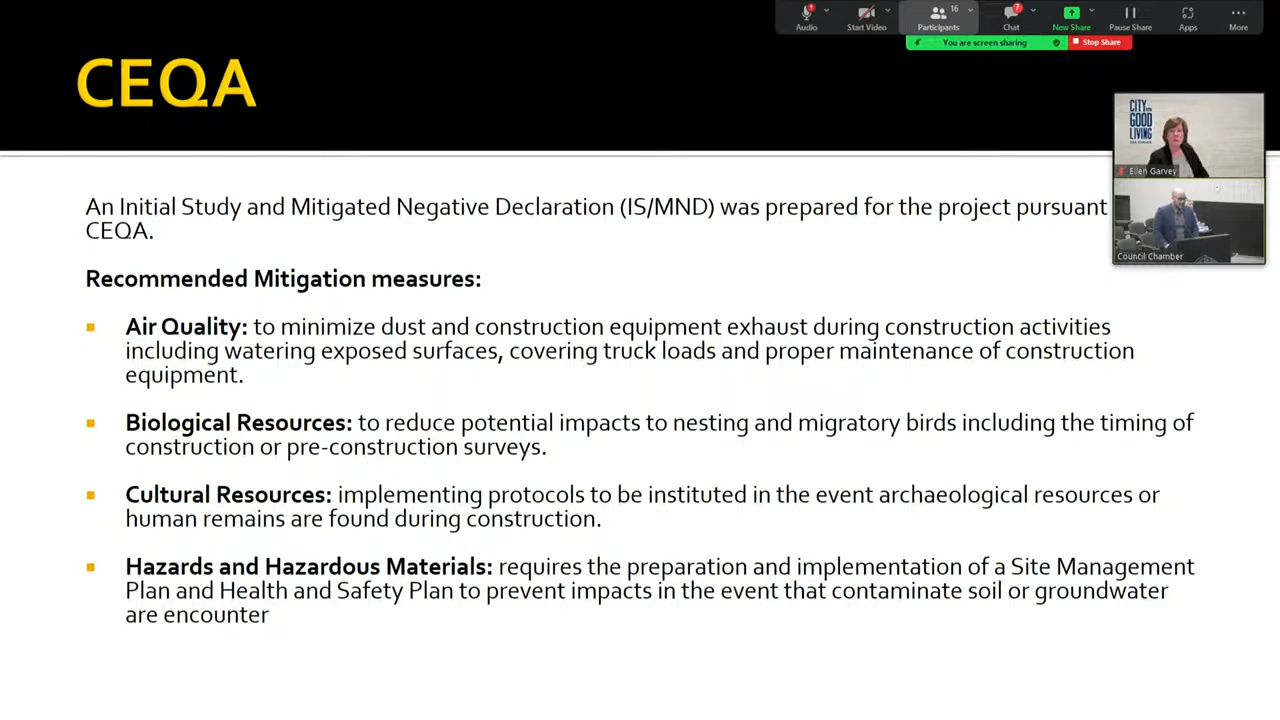 16
7
Audio
Start Video
Participants
Chat
New Share
Pause Share
Apps
More
You are screen sharing
Stop Share
CEQA
CITY
GOOD
LIVING
Ellen Garvey
Council Chamber
An Initial Study and Mitigated Negative Declaration (IS/MND) was prepared for the project pursuant
CEQA.
Recommended Mitigation measures:
Air Quality: to minimize dust and construction equipment exhaust during construction activities
including watering exposed surfaces, covering truck loads and proper maintenance of construction
equipment.
Biological Resources: to reduce potential impacts to nesting and migratory birds including the timing of
construction or pre-construction surveys.
Cultural Resources: implementing protocols to be instituted in the event archaeological resources or
human remains are found during construction.
Hazards and Hazardous Materials: requires the preparation and implementation of a Site Management
Plan and Health and Safety Plan to prevent impacts in the event that contaminate soil or groundwater
are encounter